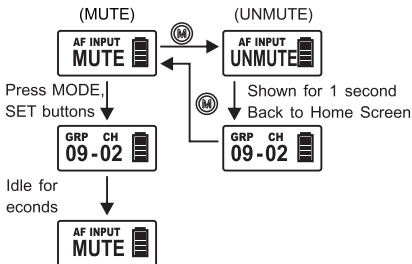 (MUTE) (UNMUTE)
AF INPUT
MUTE
M
AF INPUT
UNMUTE
Press MODE,
SET buttons
M
Shown for 1 second
Back to Home Screen
GRP CH
09-02
GRP CH
09-02
Idle for
econds
AF INPUT
MUTE